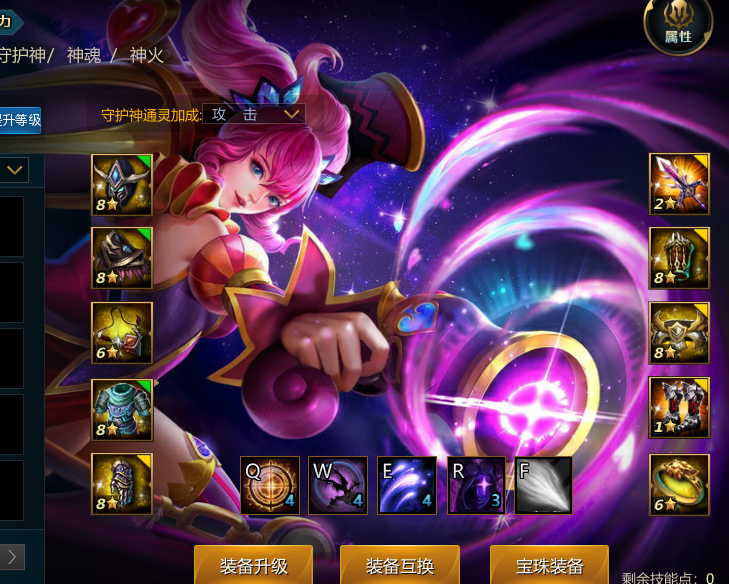 力
属性
守护神/ 神魂 / 神火
守护神通灵加成: 攻 击
提升等级
8
2
8
8
6
8
8
1
8
6
Q 4
W 4
E 4
R 3
F
装备升级
装备互换
宝珠装备
剩余技能点: 0